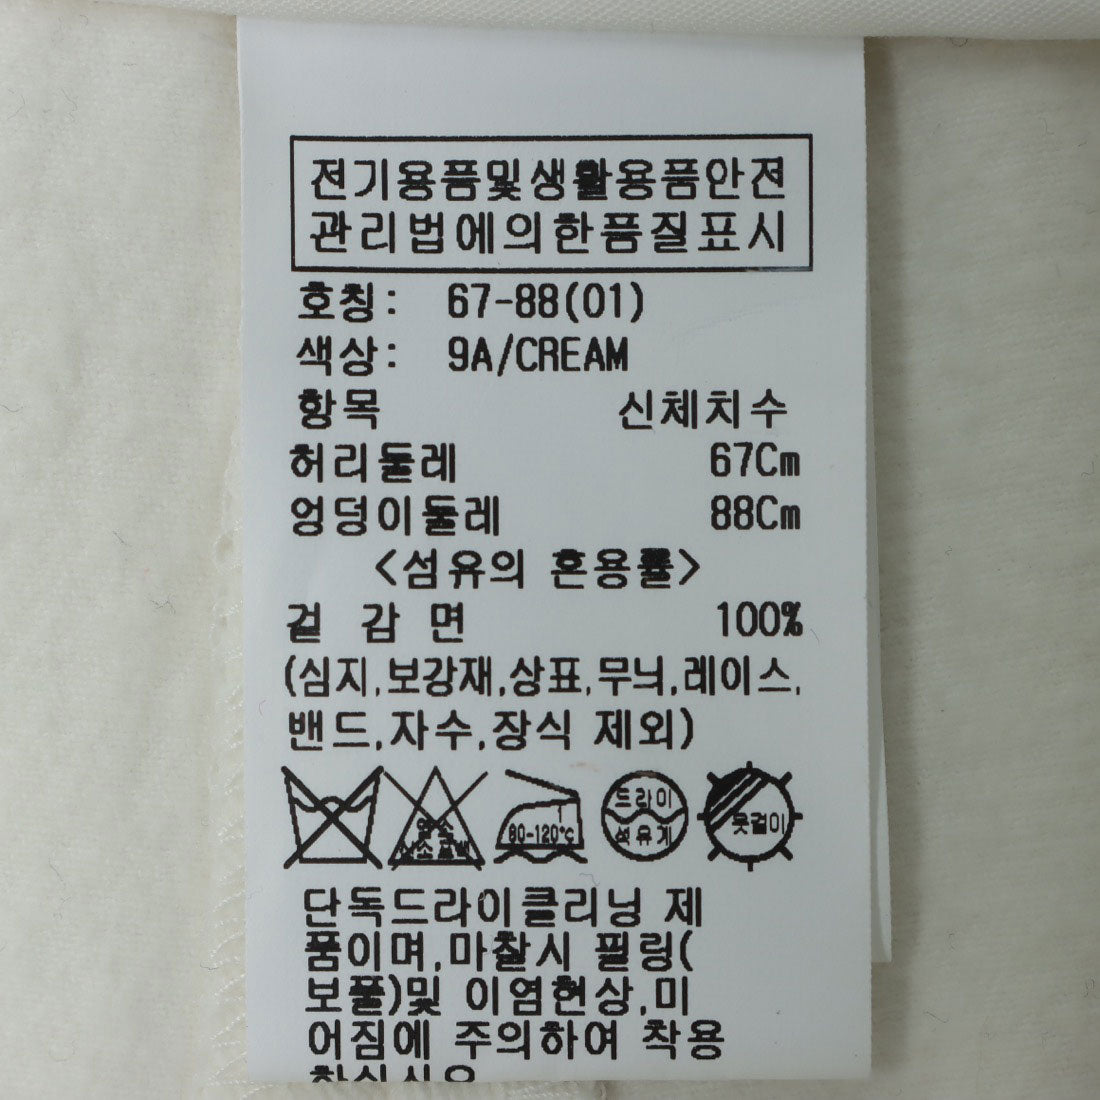 전기용품및생활용품안전
관리법에의한품질표시
호칭: 67-88(01)
색상: 9A/CREAM
항목 신체치수
허리둘레 67Cm
엉덩이둘레 88Cm
<섬유의 혼용률>
겉 감 면 100%
(심지,보강재,상표,무늬,레이스,
밴드,자수,장식 제외)
80-120℃
드라이
석유계
옷걸이
단독드라이클리닝 제
품이며,마찰시 필링(
보풀)및 이염현상,미
어짐에 주의하여 착용
하십시오